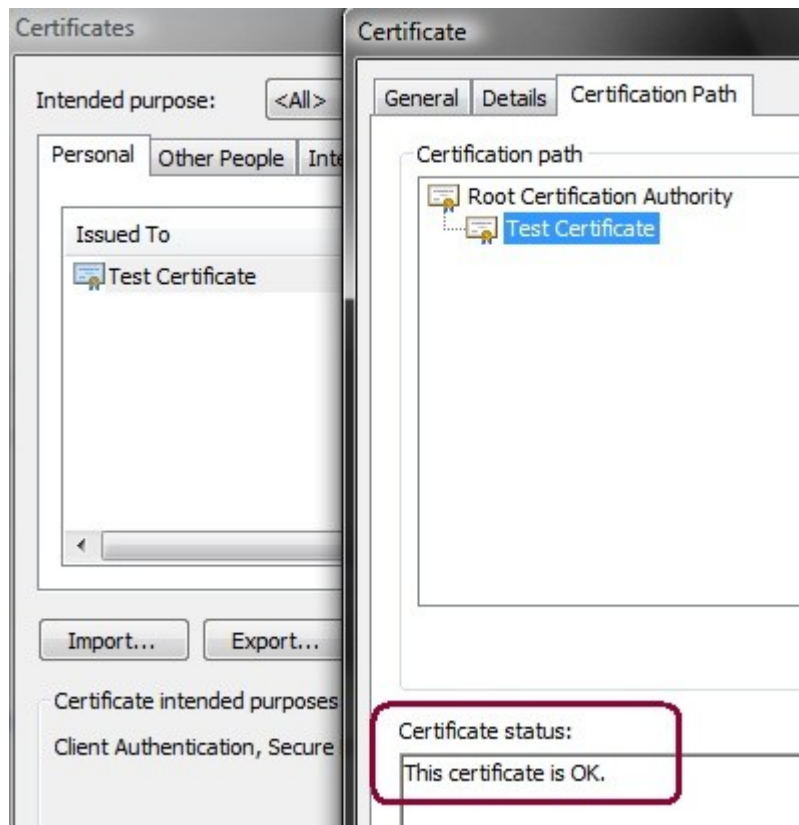 Certificates
Intended purpose:
<All>
Personal
Other People
Issued To
Test Certificate
Import...
Export...
Certificate intended purposes
Client Authentication, Secure
Certificate
General
Details
Certification Path
Certification path
Root Certification Authority
Test Certificate
Certificate status:
This certificate is OK.